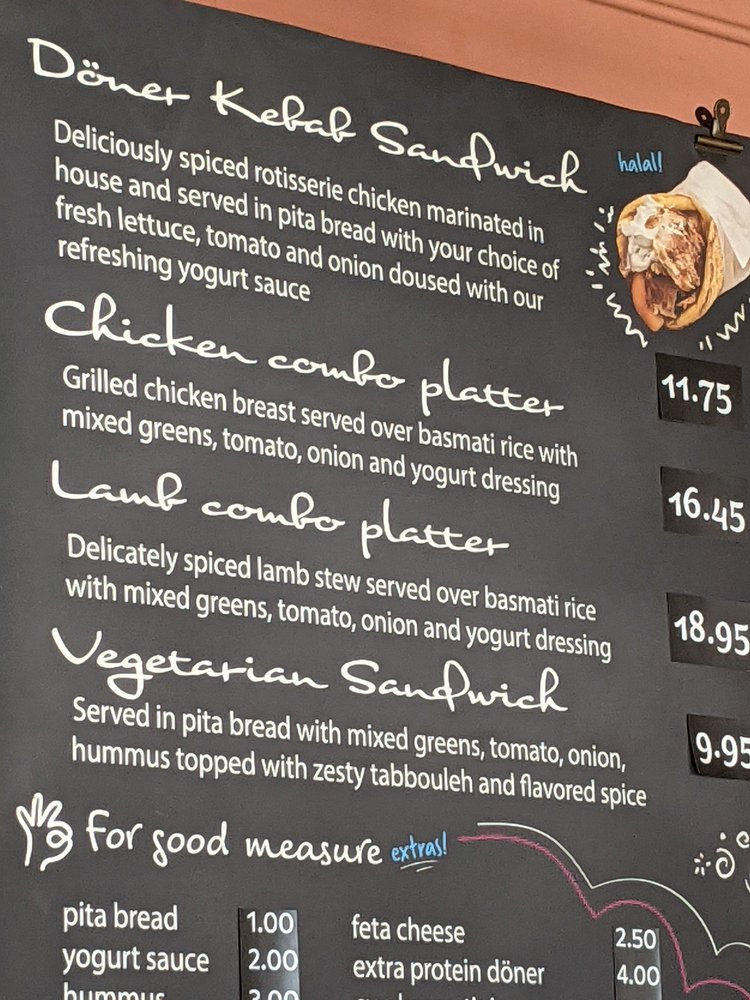 Döner Kebab Sandwich
halal!
Deliciously spiced rotisserie chicken marinated in
house and served in pita bread with your choice of
fresh lettuce, tomato and onion doused with our
refreshing yogurt sauce
11.75
Chicken combo platter
Grilled chicken breast served over basmati rice with
mixed greens, tomato, onion and yogurt dressing
16.45
Lamb combo platter
Delicately spiced lamb stew served over basmati rice
with mixed greens, tomato, onion and yogurt dressing
18.95
Vegetarian Sandwich
Served in pita bread with mixed greens, tomato, onion,
hummus topped with zesty tabbouleh and flavored spice
9.95
For good measure extras!
pita bread 1.00
feta cheese 2.50
yogurt sauce 2.00
extra protein döner 4.00
hummus